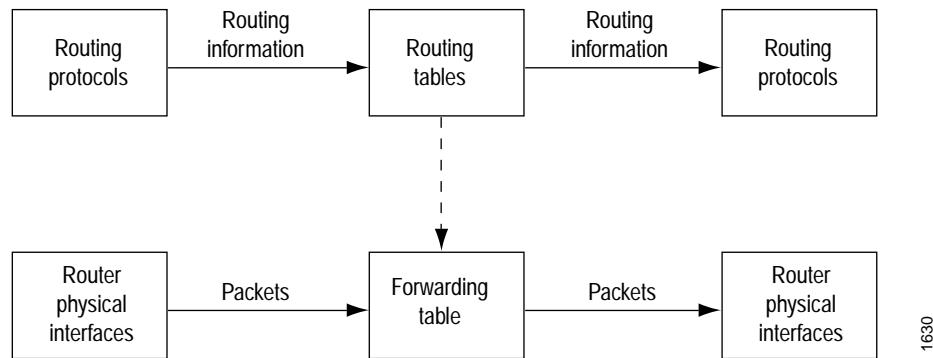 Routing
protocols
Routing
information
Routing
tables
Routing
information
Routing
protocols
Router
physical
interfaces
Packets
Forwarding
table
Packets
Router
physical
interfaces
1630